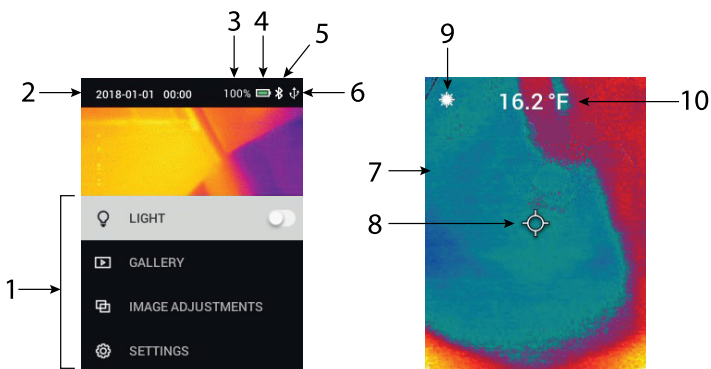 3 4 5
2 2018-01-01 00:00 100% 6
1
LIGHT
GALLERY
IMAGE ADJUSTMENTS
SETTINGS
9
16.2 °F 10
7
8